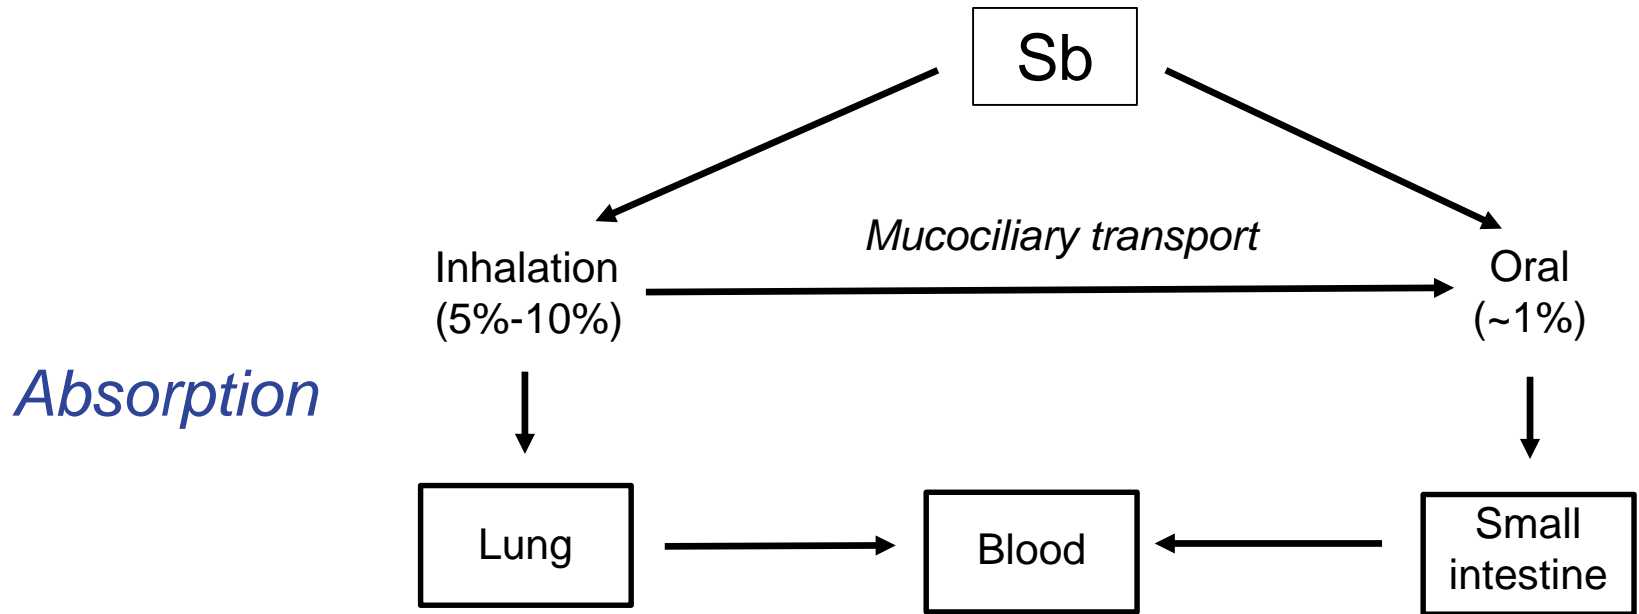 Sb
Mucociliary transport
Inhalation
(5%-10%)
Oral
(~1%)
Absorption
Lung
Blood
Small
intestine